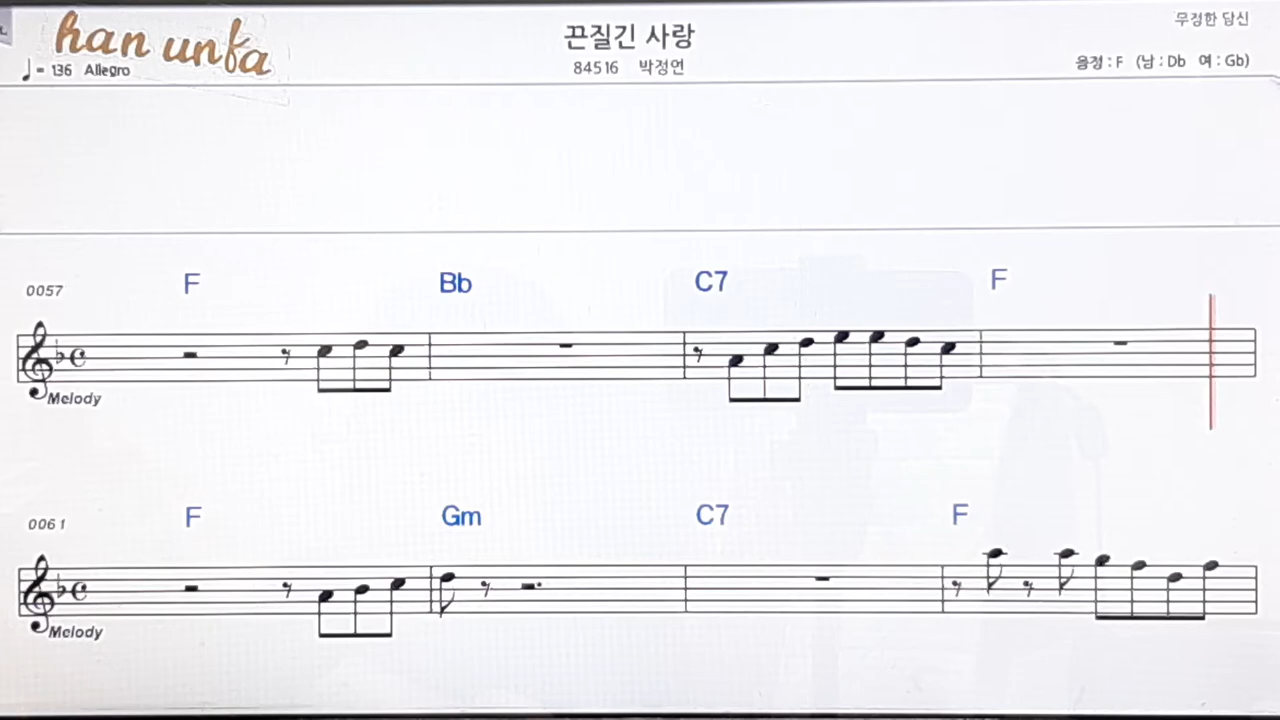 han unfa
끈질긴 사랑
무정한 당신
♩= 136 Allegro
84516 박정언
음정 : F (남 : Db 여 : Gb)
0057
F Bb C7 F
Melody
0061
F Gm C7 F
Melody